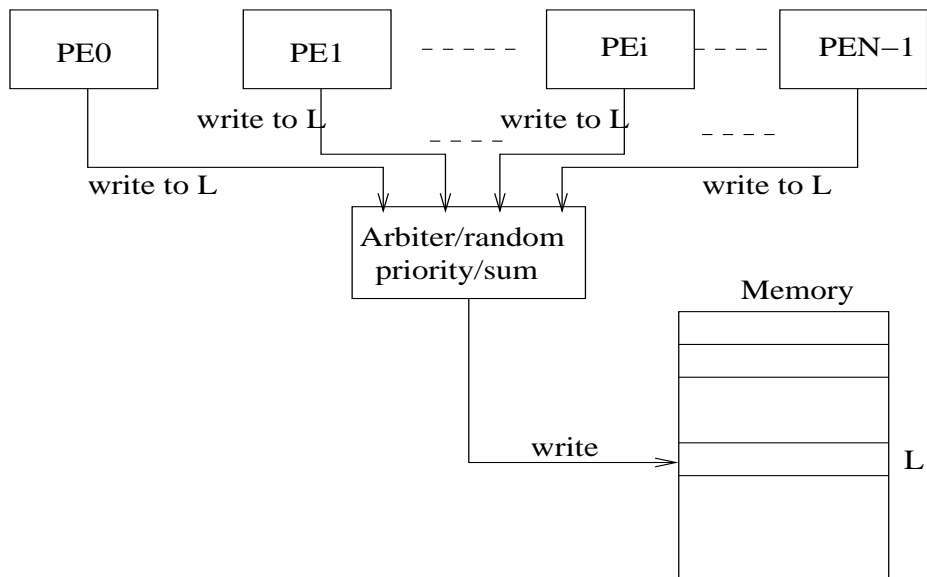 PE0
PE1
PEi
PEN−1
write to L
write to L
write to L
write to L
Arbiter/random
priority/sum
Memory
write
L